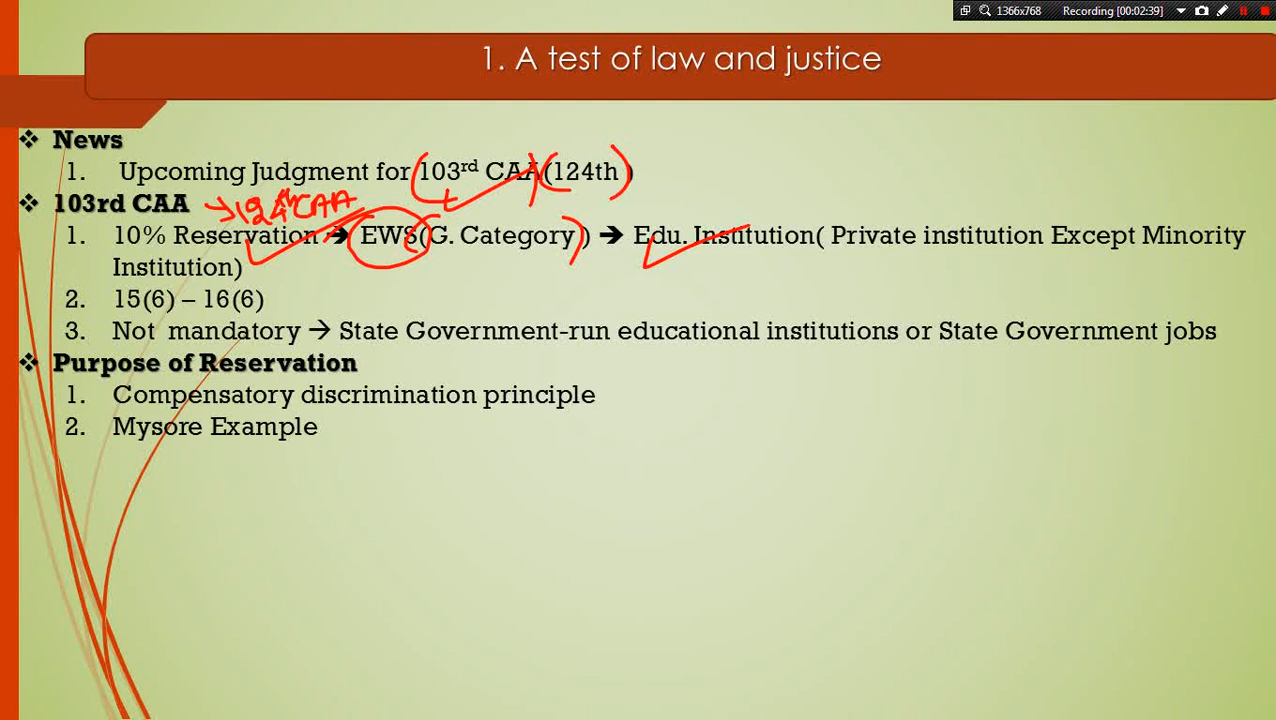 1366x768 Recording [00:02:39]
1. A test of law and justice
❖ News
1. Upcoming Judgment for 103rd CAA(124th )
❖ 103rd CAA → 124th CAA
1. 10% Reservation ➔ EWS(G. Category ) ➔ Edu. Institution( Private institution Except Minority
Institution)
2. 15(6) – 16(6)
3. Not mandatory → State Government-run educational institutions or State Government jobs
❖ Purpose of Reservation
1. Compensatory discrimination principle
2. Mysore Example